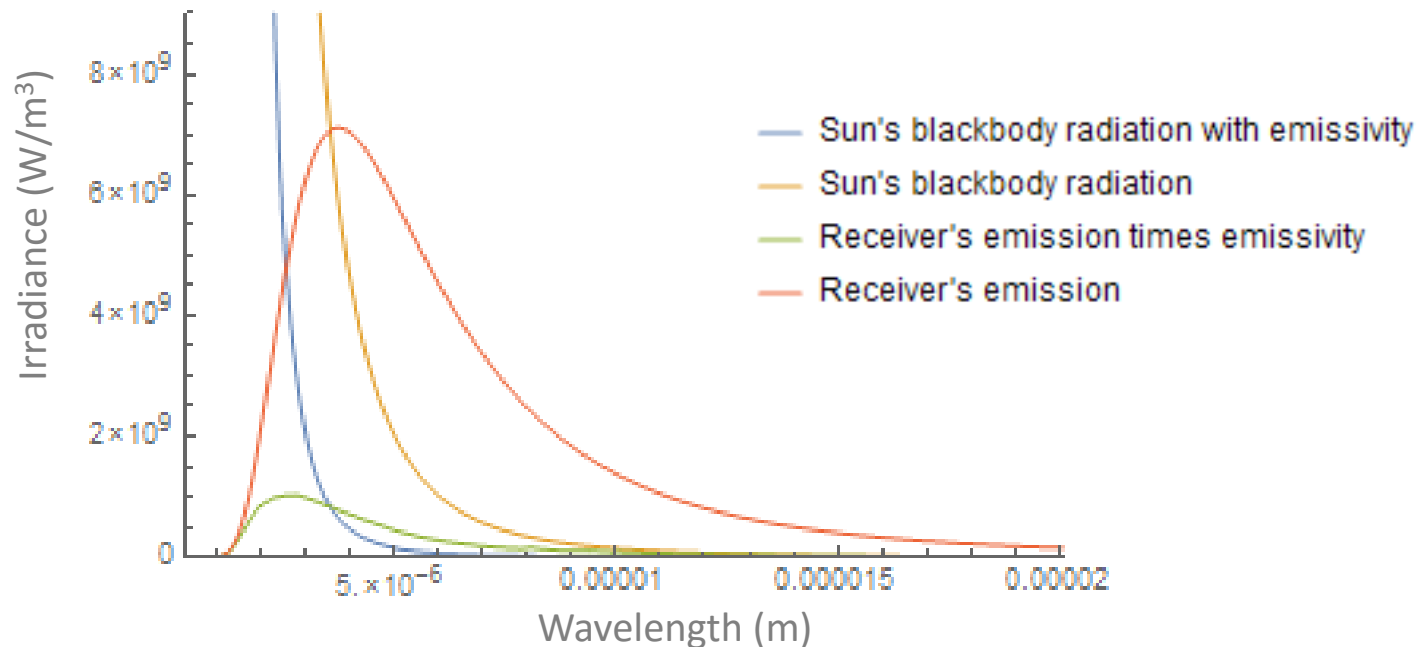 Irradiance (W/m³)
8×10⁹
6×10⁹
4×10⁹
2×10⁹
0
5.×10⁻⁶
0.00001
0.000015
0.00002
Wavelength (m)
Sun's blackbody radiation with emissivity
Sun's blackbody radiation
Receiver's emission times emissivity
Receiver's emission